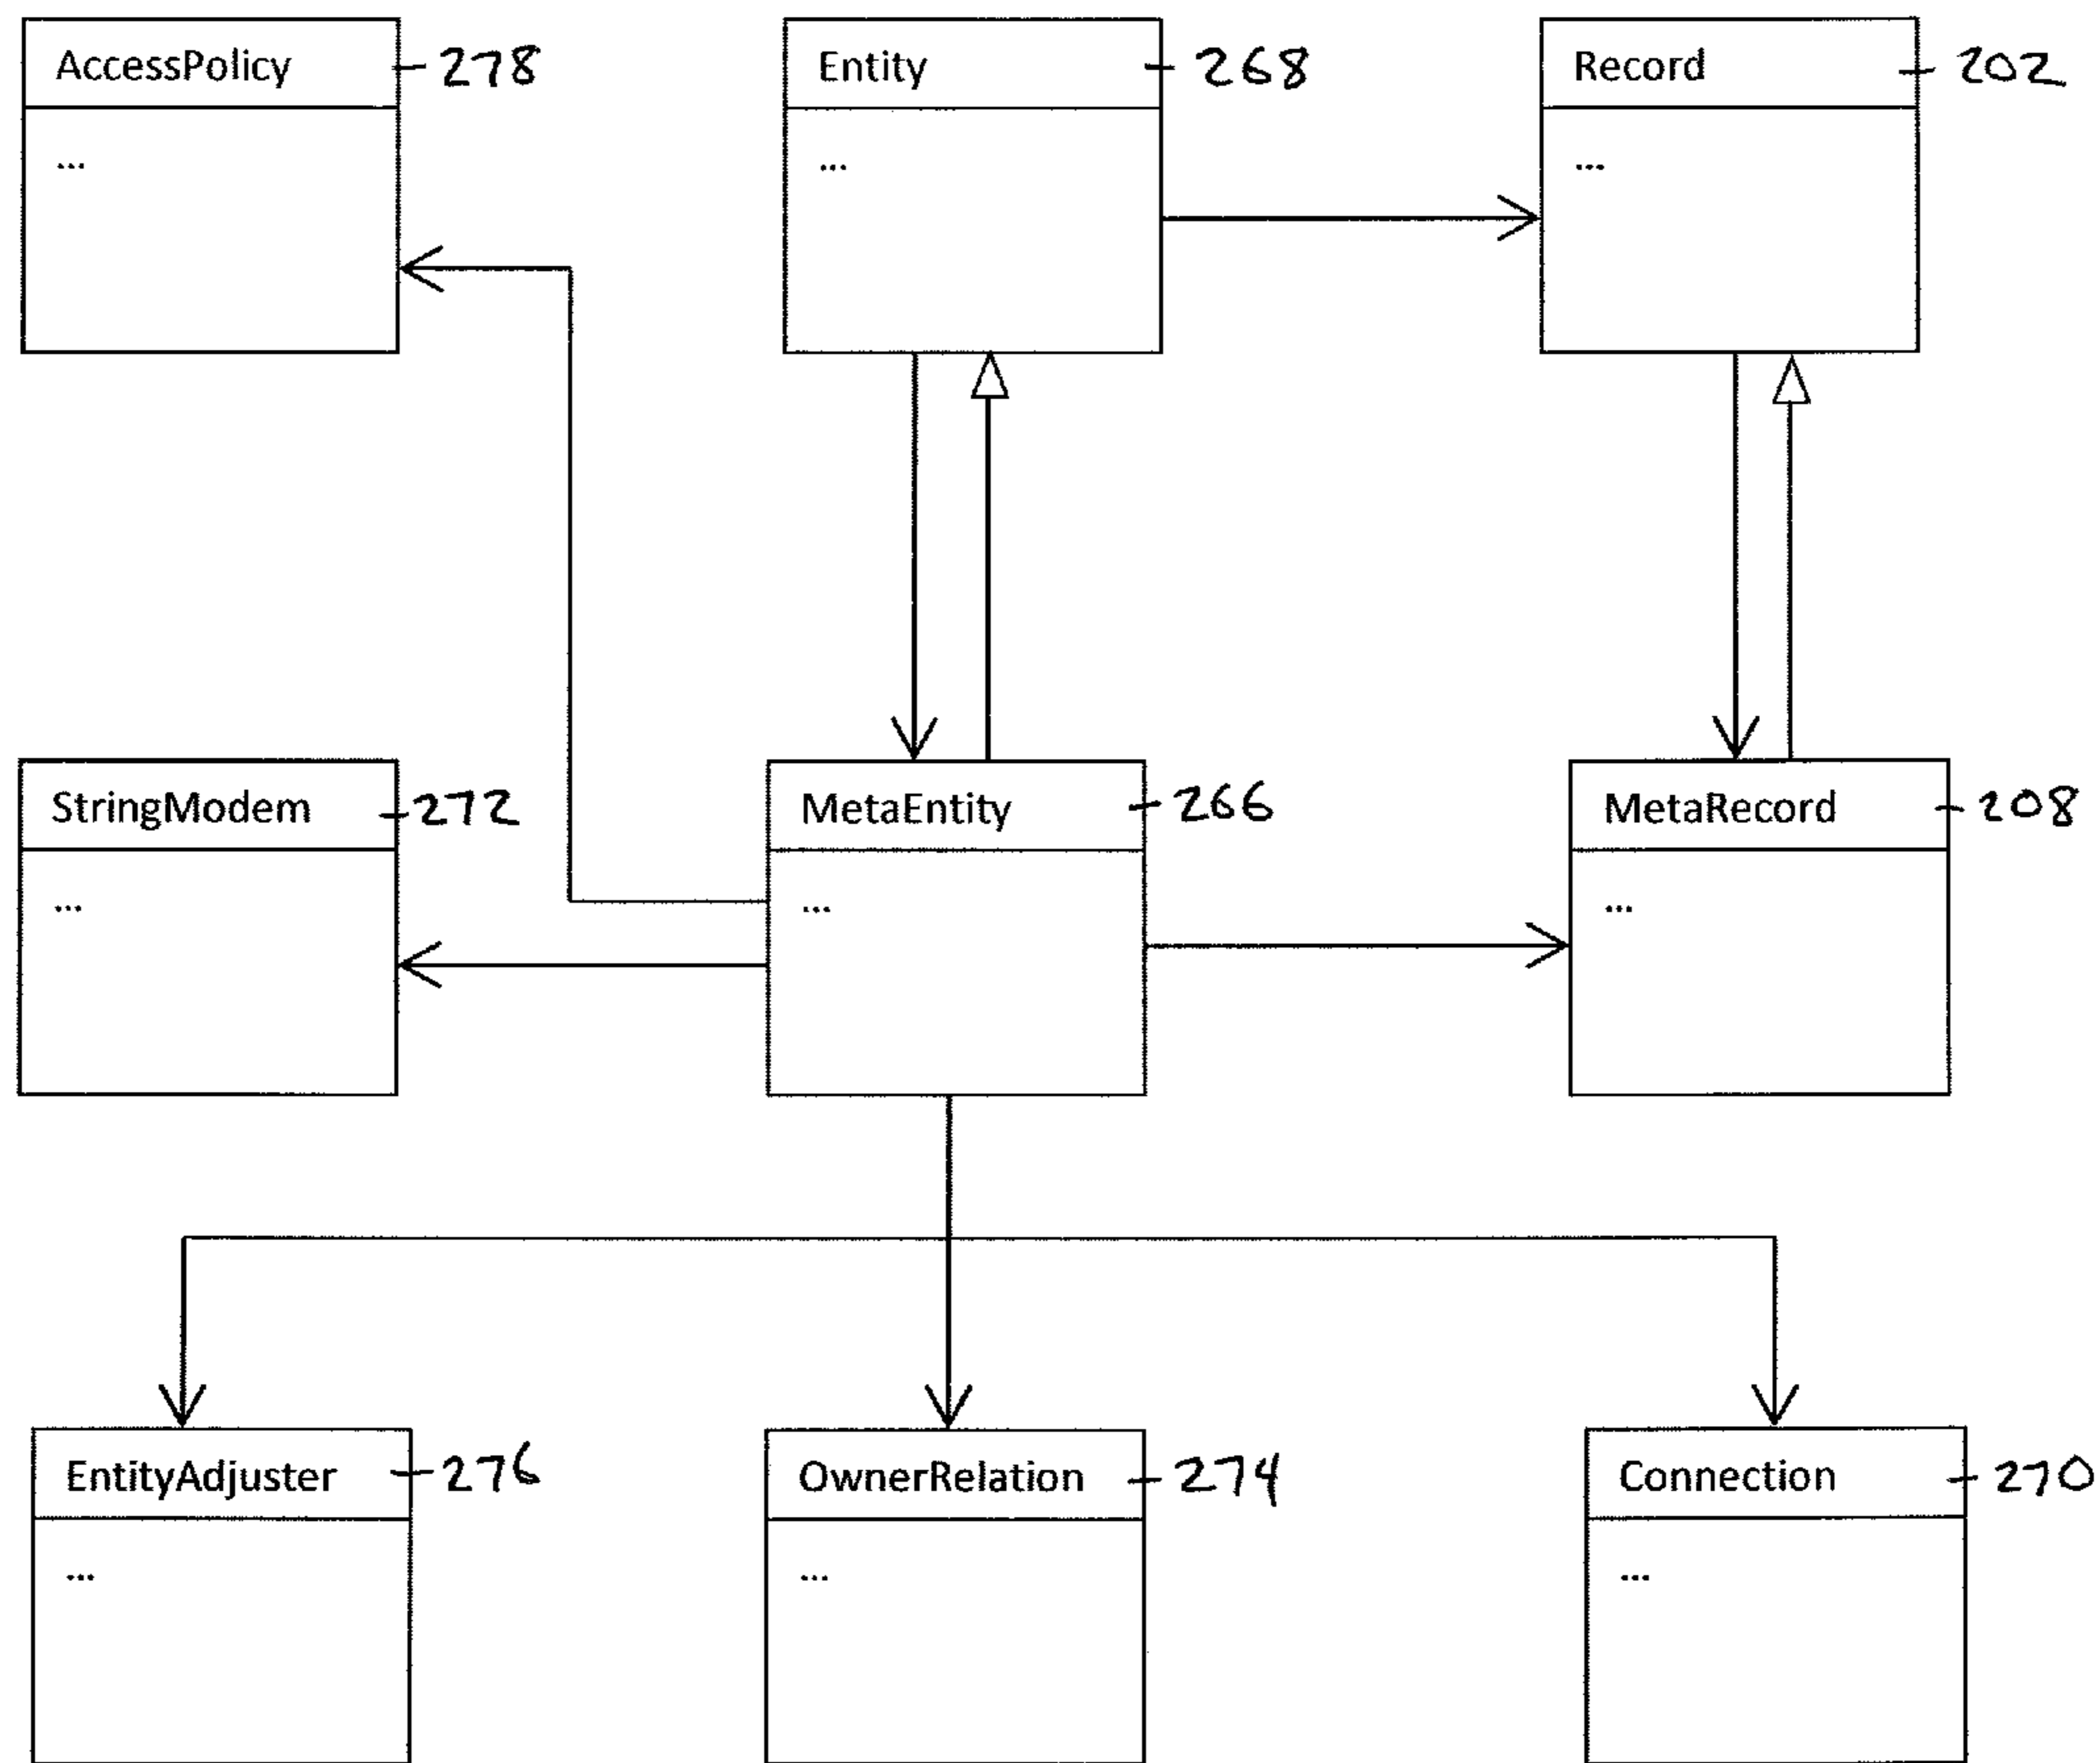 AccessPolicy 278 Entity 268 Record 202
... ... ...
StringModem 272 MetaEntity 266 MetaRecord 208
... ... ...
EntityAdjuster 276 OwnerRelation 274 Connection 270
... ... ...